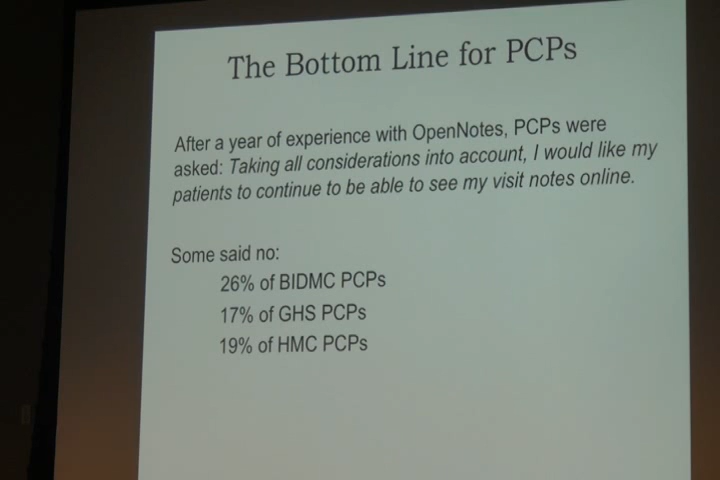 The Bottom Line for PCPs
After a year of experience with OpenNotes, PCPs were
asked: Taking all considerations into account, I would like my
patients to continue to be able to see my visit notes online.
Some said no:
26% of BIDMC PCPs
17% of GHS PCPs
19% of HMC PCPs